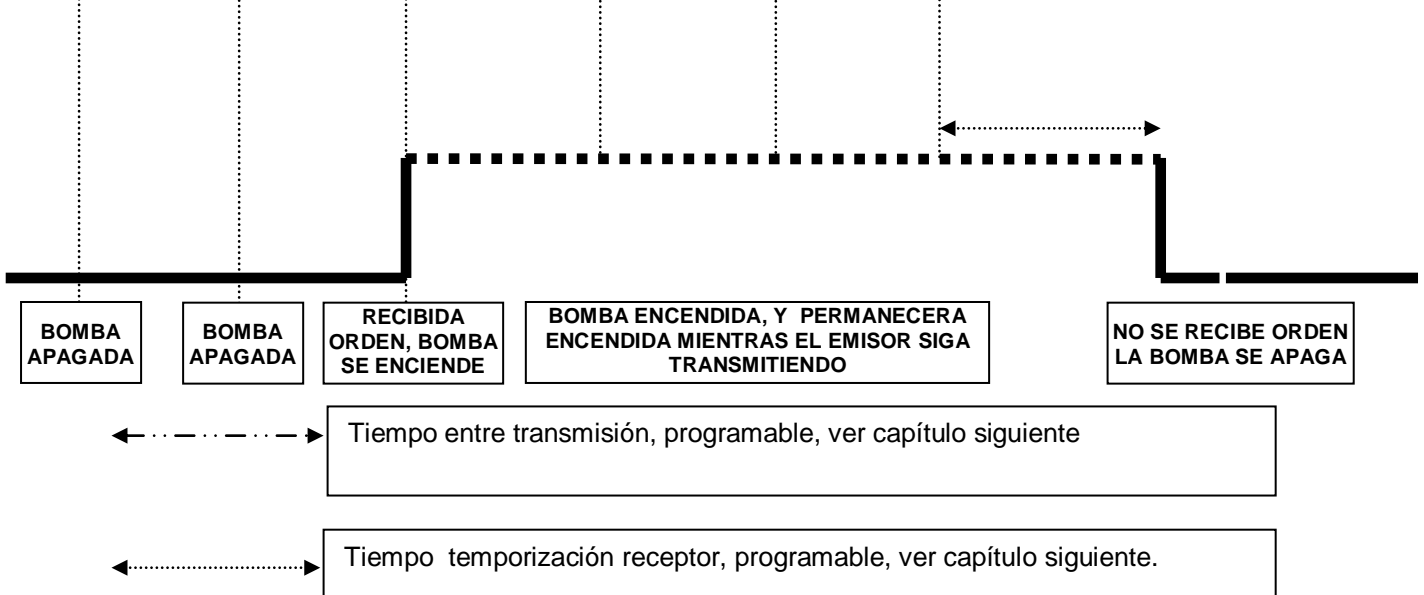 BOMBA
APAGADA
BOMBA
APAGADA
RECIBIDA
ORDEN, BOMBA
SE ENCIENDE
BOMBA ENCENDIDA, Y PERMANECERA
ENCENDIDA MIENTRAS EL EMISOR SIGA
TRANSMITIENDO
NO SE RECIBE ORDEN
LA BOMBA SE APAGA
Tiempo entre transmisión, programable, ver capítulo siguiente
Tiempo temporización receptor, programable, ver capítulo siguiente.